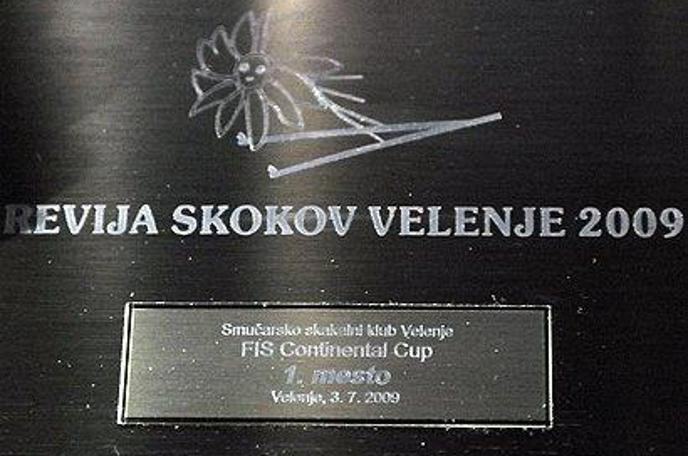 REVIJA SKOKOV VELENJE 2009
Smučarsko skakalni klub Velenje
FIS Continental Cup
1. mesto
Velenje, 3. 7. 2009